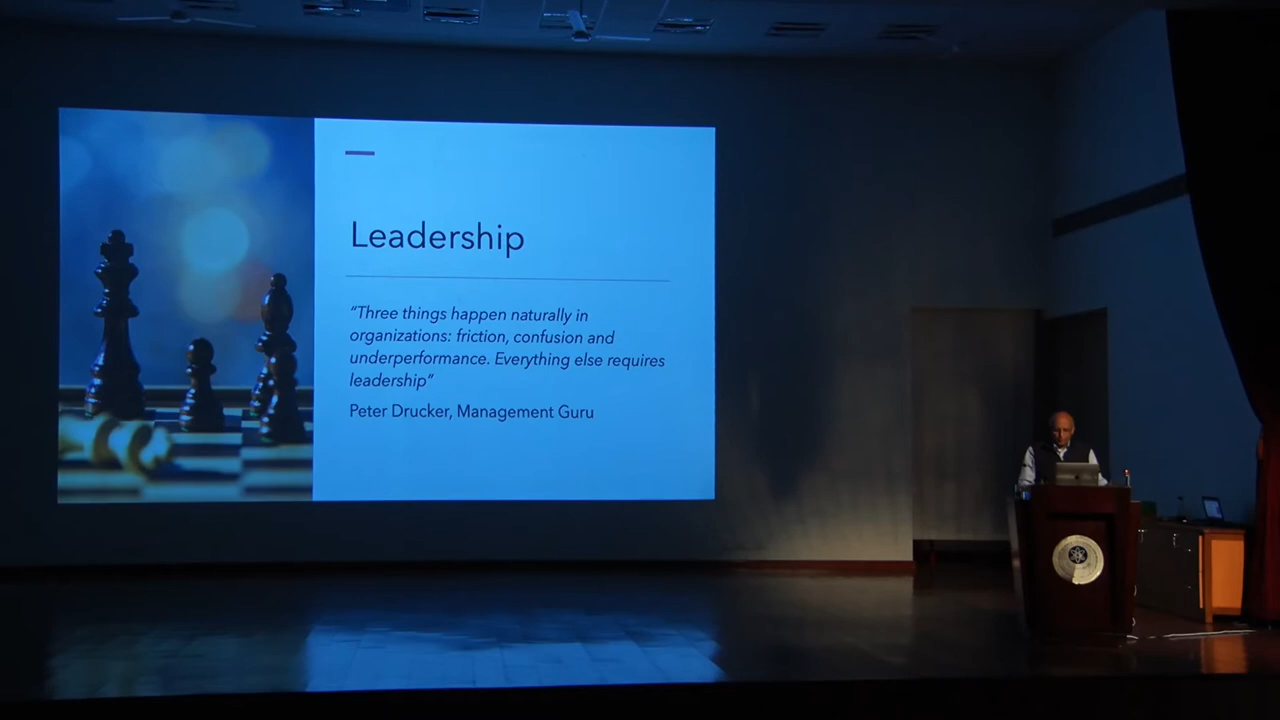 Leadership
“Three things happen naturally in
organizations: friction, confusion and
underperformance. Everything else requires
leadership”
Peter Drucker, Management Guru